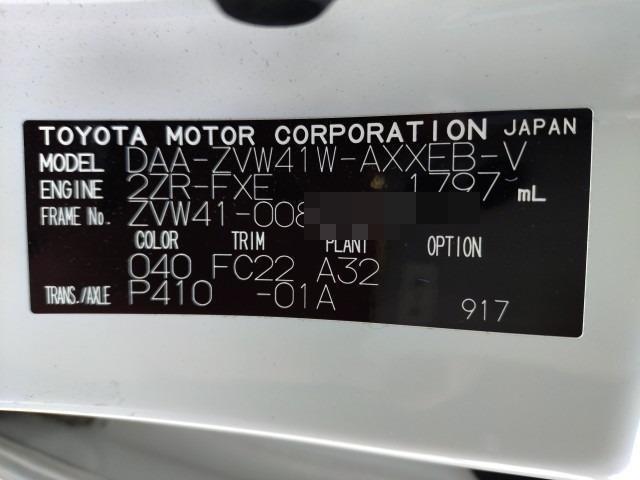 TOYOTA MOTOR CORPORATION JAPAN
MODEL DAA-ZVW41W-AXXEB-V
ENGINE 2ZR-FXE 1797 mL
FRAME No. ZVW41-008
COLOR TRIM PLANT OPTION
040 FC22 A32
TRANS./AXLE P410 -01A 917